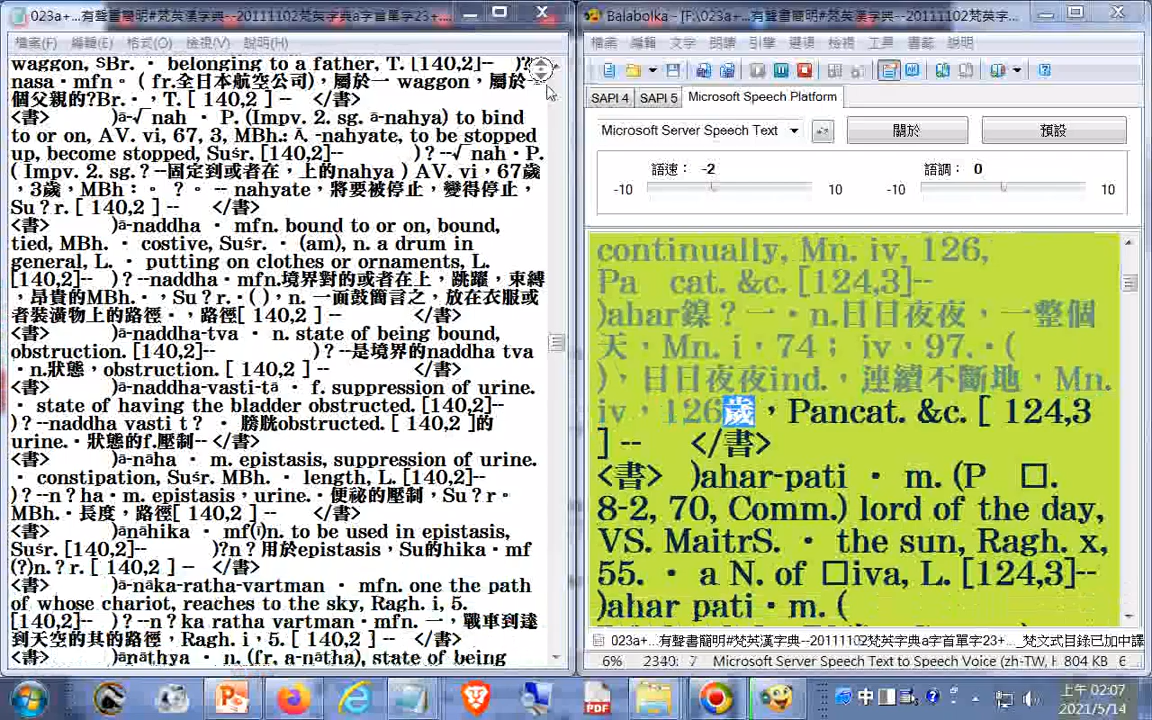 023a+...有聲書簡明#梵英漢字典--20111102梵英字典a字首單字23+...
檔案(F) 編輯(E) 格式(O) 檢視(V) 說明(H)
waggon, SBr. ‧ belonging to a father, T. [140,2]-- )?
nasa‧mfn。 ( fr.全日本航空公司)，屬於一 waggon，屬於一
個父親的?Br.‧，T. [ 140,2 ] -- </書>
<書> )ā-√ nah ‧ P. (Impv. 2. sg. ā-nahya) to bind
to or on, AV. vi, 67, 3, MBh.: Ā. -nahyate, to be stopped
up, become stopped, Suśr. [140,2]-- )? --√ nah‧P.
( Impv. 2. sg.？--固定到或者在，上的nahya ) AV. vi，67歲
，3歲，MBh：。 ？。 -- nahyate，將要被停止，變得停止，
Su？r. [ 140,2 ] -- </書>
<書> )ā-naddha ‧ mfn. bound to or on, bound,
tied, MBh. ‧ costive, Suśr. ‧ (am), n. a drum in
general, L. ‧ putting on clothes or ornaments, L.
[140,2]-- )? --naddha‧mfn.境界對的或者在上，跳躍，束縛
，昂貴的MBh.‧，Su？r.‧( )，n. 一面鼓簡言之，放在衣服或
者裝潢物上的路徑‧，路徑[ 140,2 ] -- </書>
<書> )ā-naddha-tva ‧ n. state of being bound,
obstruction. [140,2]-- )? --是境界的naddha tva
‧n.狀態，obstruction. [ 140,2 ] -- </書>
<書> )ā-naddha-vasti-tā ‧ f. suppression of urine.
‧ state of having the bladder obstructed. [140,2]--
)? --naddha vasti t？‧ 膀胱obstructed. [ 140,2 ]的
urine.‧狀態的f.壓制-- </書>
<書> )ā-nāha ‧ m. epistasis, suppression of urine.
‧ constipation, Suśr. MBh. ‧ length, L. [140,2]--
)? --n？ha‧m. epistasis，urine.‧便祕的壓制，Su？r。
MBh.‧長度，路徑[ 140,2 ] -- </書>
<書> )ānāhika ‧ mf(ī)n. to be used in epistasis,
Suśr. [140,2]-- )?n？用於epistasis，Su的hika‧mf
(?)n.？r. [ 140,2 ] -- </書>
<書> )ā-nāka-ratha-vartman ‧ mfn. one the path
of whose chariot, reaches to the sky, Ragh. i, 5.
[140,2]-- )? --n？ka ratha vartman‧mfn. 一，戰車到達
到天空的其的路徑，Ragh. i，5. [ 140,2 ] -- </書>
<書> )ānāthya ‧ n. (fr. a-nātha), state of being
Balabolka - [F:\023a+...有聲書簡明#梵英漢字典--20111102梵...
檔案 編輯 文字 朗讀 引擎 選項 檢視 工具 書籤 說明
SAPI 4 SAPI 5 Microsoft Speech Platform
Microsoft Server Speech Text 關於 預設
語速： -2 語調： 0
-10 10 -10 10
continually, Mn. iv, 126,
Pa cat. &c. [124,3]--
)ahar鎳？一‧n.日日夜夜，一整個
天，Mn. i，74； iv，97.‧(
)，日日夜夜ind.，連續不斷地，Mn.
iv，126歲，Pancat. &c. [ 124,3
] -- </書>
<書> )ahar-pati ‧ m. (P □.
8-2, 70, Comm.) lord of the day,
VS. MaitrS. ‧ the sun, Ragh. x,
55. ‧ a N. of □iva, L. [124,3]--
)ahar pati‧m. (
023a+...有聲書簡明#梵英漢字典--20111102梵英字典a字首單字23+..._梵文式目錄已加中譯
6% 2340: 7 Microsoft Server Speech Text to Speech Voice (zh-TW, H 804 KB 6
中
上午 02:07
2021/5/14